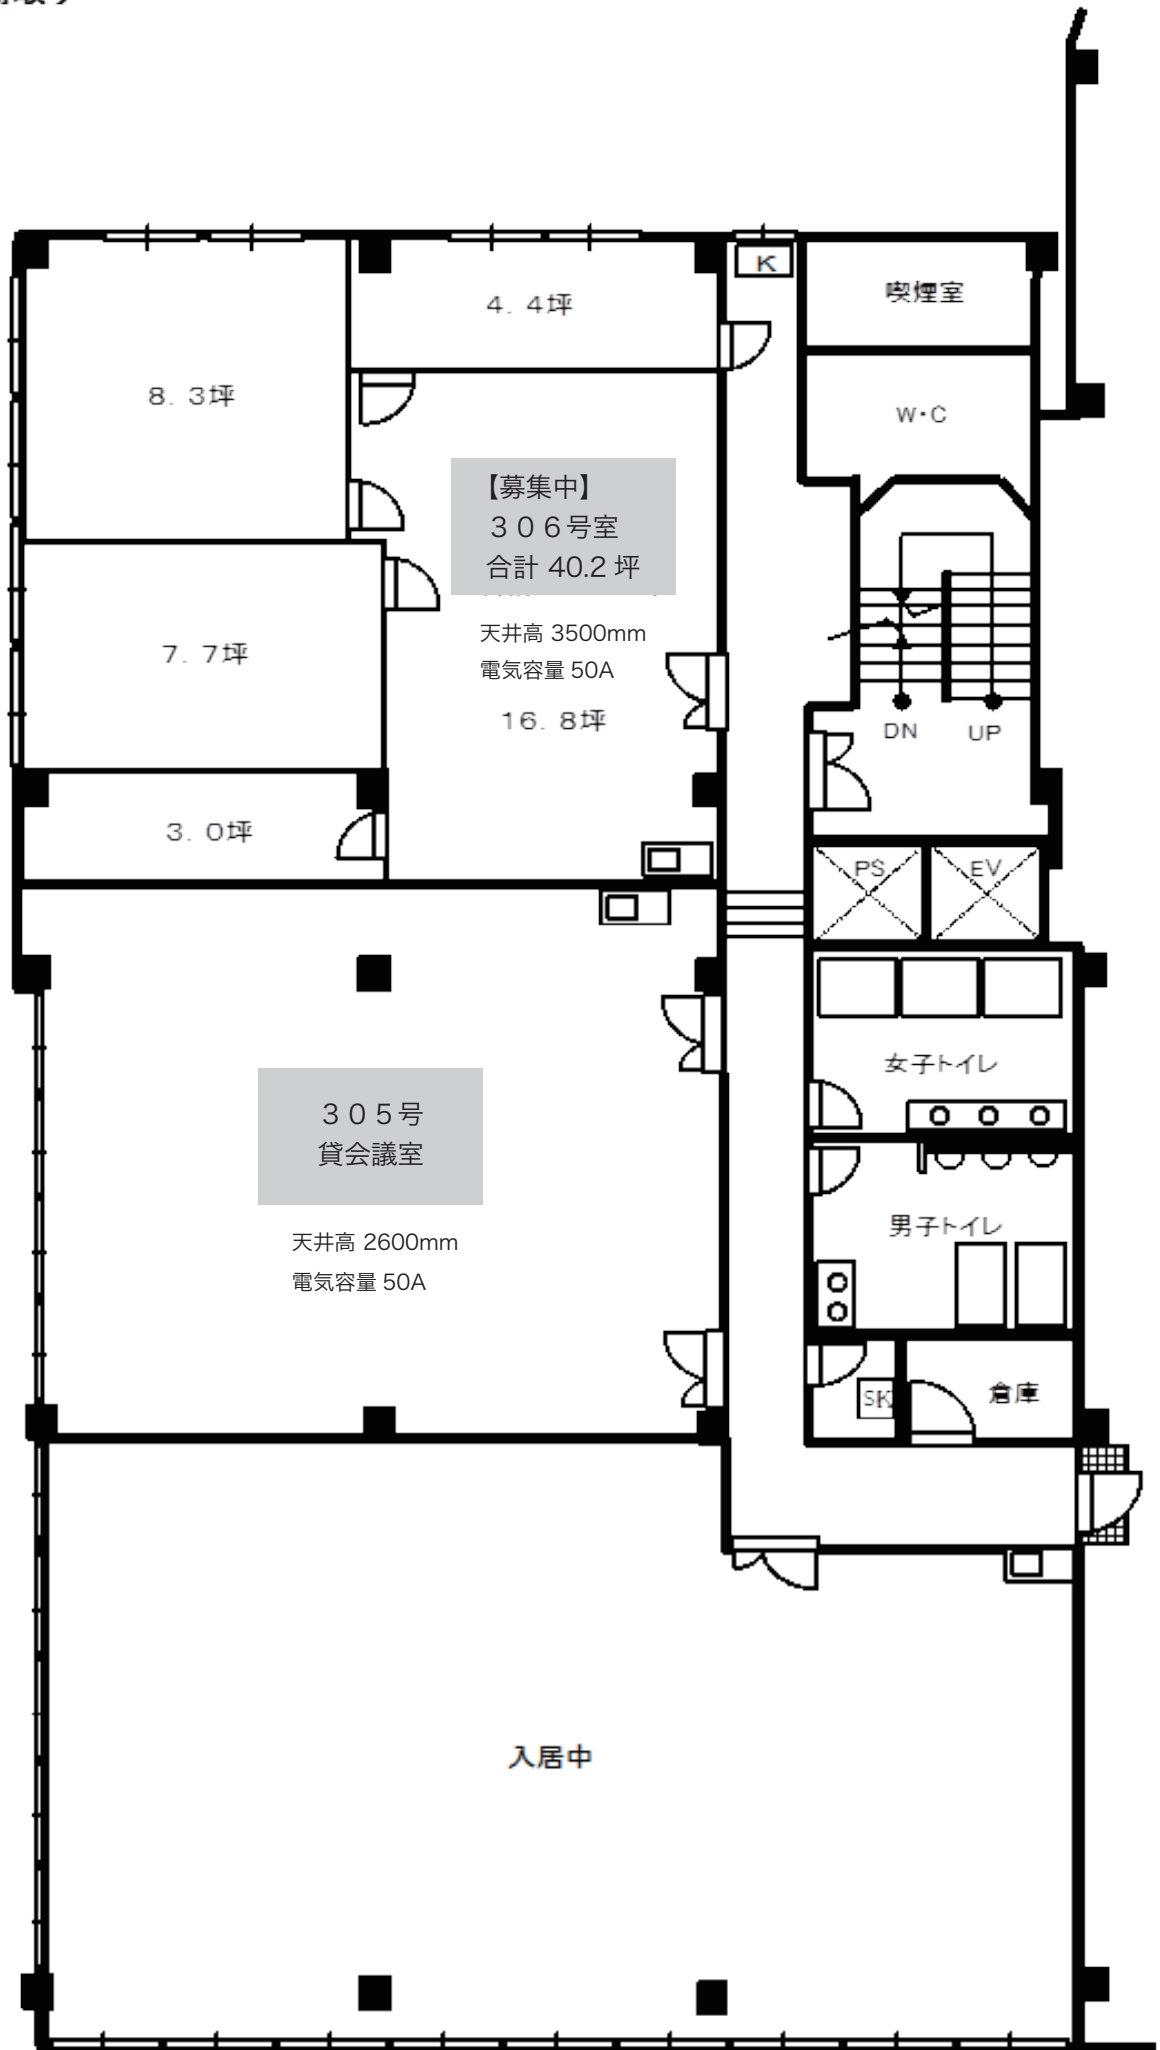 K
喫煙室
4. 4坪
8. 3坪
W・C
【募集中】
３０６号室
合計 40.2 坪
天井高 3500mm
電気容量 50A
7. 7坪
16. 8坪
DN
UP
3. 0坪
PS
EV
女子トイレ
３０５号
貸会議室
天井高 2600mm
電気容量 50A
男子トイレ
SK
倉庫
入居中